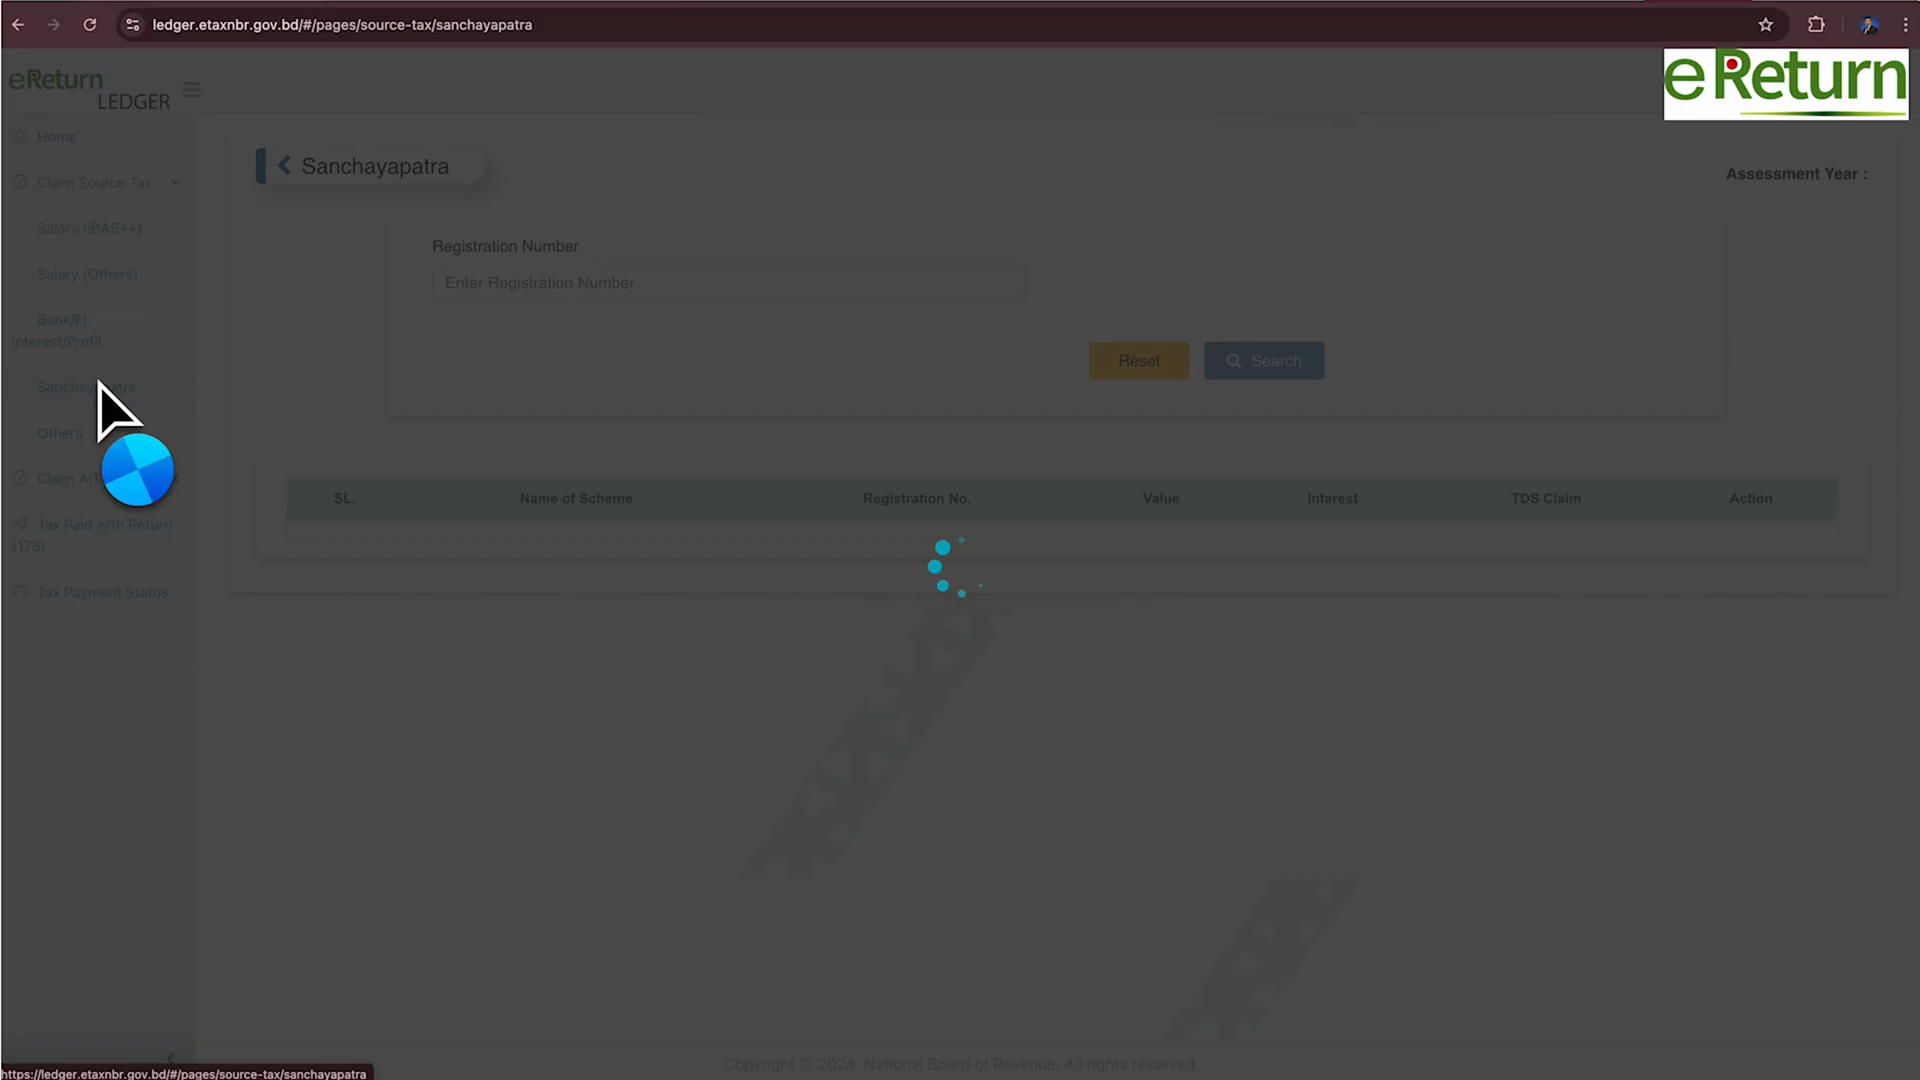 ledger.etaxnbr.gov.bd/#/pages/source-tax/sanchayapatra
eReturn
LEDGER
eReturn
Home
Claim Source Tax
Salary (iBAS++)
Salary (Others)
Bank/FI
Interest/Profit
Sanchayapatra
Others
Claim AIT
Tax Paid with Return
(173)
Tax Payment Status
Sanchayapatra
Assessment Year :
Registration Number
Enter Registration Number
Reset
Search
SL. Name of Scheme Registration No. Value Interest TDS Claim Action
Copyright © 2024, National Board of Revenue. All rights reserved.
https://ledger.etaxnbr.gov.bd/#/pages/source-tax/sanchayapatra